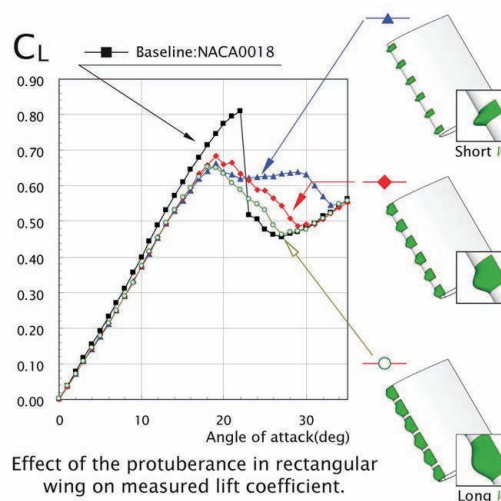 CL
Baseline:NACA0018
0.90
0.80
0.70
0.60
0.50
0.40
0.30
0.20
0.10
0.00
0
10
20
30
Angle of attack(deg)
Effect of the protuberance in rectangular
wing on measured lift coefficient.
Short
Long